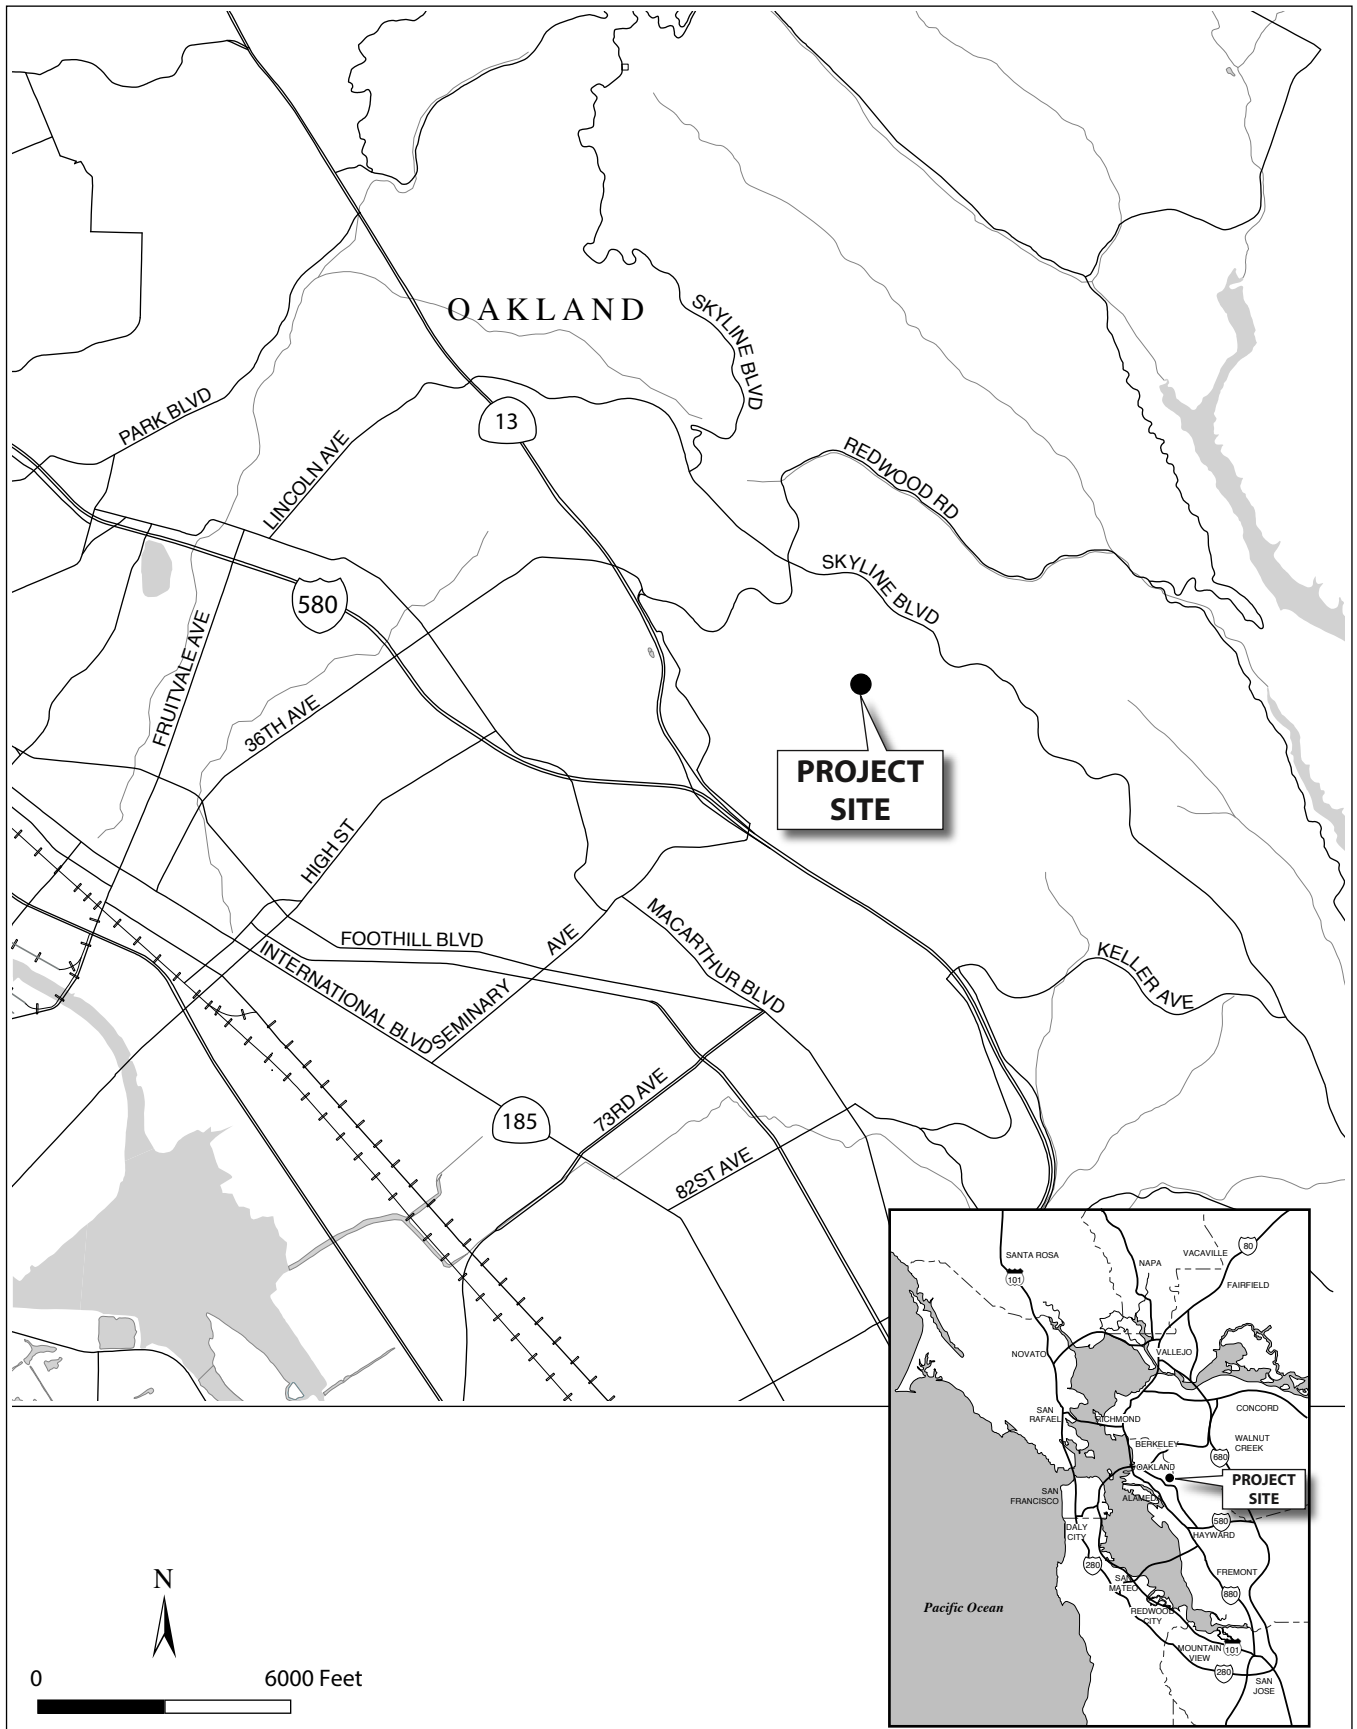 OAKLAND
SKYLINE BLVD
PARK BLVD
LINCOLN AVE
13
REDWOOD RD
SKYLINE BLVD
580
FRUITVALE AVE
36TH AVE
PROJECT
SITE
HIGH ST
FOOTHILL BLVD
INTERNATIONAL BLVD
SEMINARY AVE
MACARTHUR BLVD
KELLER AVE
185
73RD AVE
82ST AVE
SANTA ROSA
101
NAPA
VACAVILLE
80
FAIRFIELD
NOVATO
VALLEJO
SAN
RAFAEL
RICHMOND
CONCORD
BERKELEY
WALNUT
CREEK
680
OAKLAND
PROJECT
SITE
SAN
FRANCISCO
ALAMEDA
580
DALY
CITY
HAYWARD
280
SAN
MATEO
FREMONT
880
Pacific Ocean
REDWOOD
CITY
MOUNTAIN
VIEW
101
280
SAN
JOSE
N
0
6000 Feet